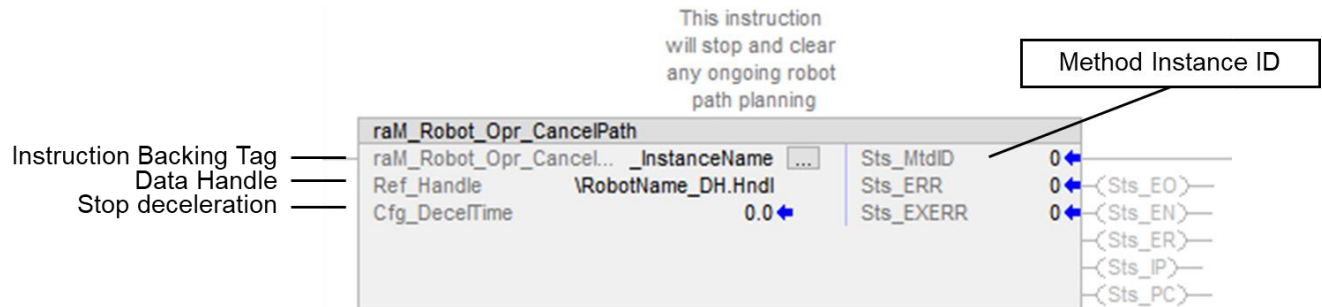 This instruction
will stop and clear
any ongoing robot
path planning
Method Instance ID
raM_Robot_Opr_CancelPath
Instruction Backing Tag
raM_Robot_Opr_Cancel... _InstanceName ... Sts_MtdID 0
Data Handle
Ref_Handle \RobotName_DH.Hndl Sts_ERR 0 (Sts_EO)
Stop deceleration
Cfg_DecelTime 0.0 Sts_EXERR 0 (Sts_EN)
(Sts_ER)
(Sts_IP)
(Sts_PC)